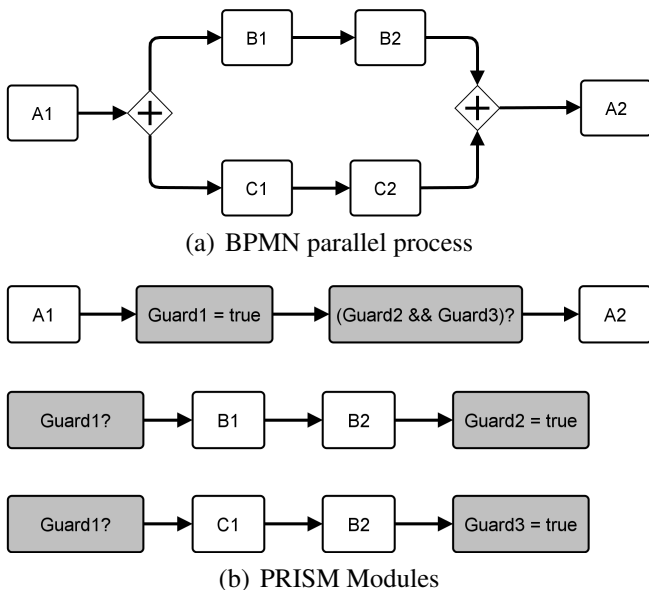 B1 B2
A1 A2
C1 C2
(a) BPMN parallel process
A1 Guard1 = true (Guard2 && Guard3)? A2
Guard1? B1 B2 Guard2 = true
Guard1? C1 B2 Guard3 = true
(b) PRISM Modules